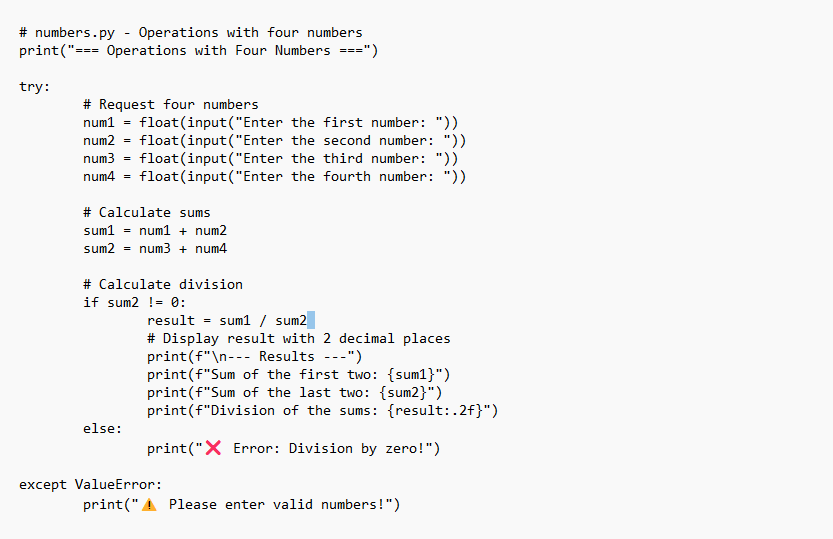 # numbers.py - Operations with four numbers
print("=== Operations with Four Numbers ===")

try:
        # Request four numbers
        num1 = float(input("Enter the first number: "))
        num2 = float(input("Enter the second number: "))
        num3 = float(input("Enter the third number: "))
        num4 = float(input("Enter the fourth number: "))

        # Calculate sums
        sum1 = num1 + num2
        sum2 = num3 + num4

        # Calculate division
        if sum2 != 0:
                result = sum1 / sum2
                # Display result with 2 decimal places
                print(f"\n--- Results ---")
                print(f"Sum of the first two: {sum1}")
                print(f"Sum of the last two: {sum2}")
                print(f"Division of the sums: {result:.2f}")
        else:
                print("❌ Error: Division by zero!")

except ValueError:
        print("⚠️ Please enter valid numbers!")